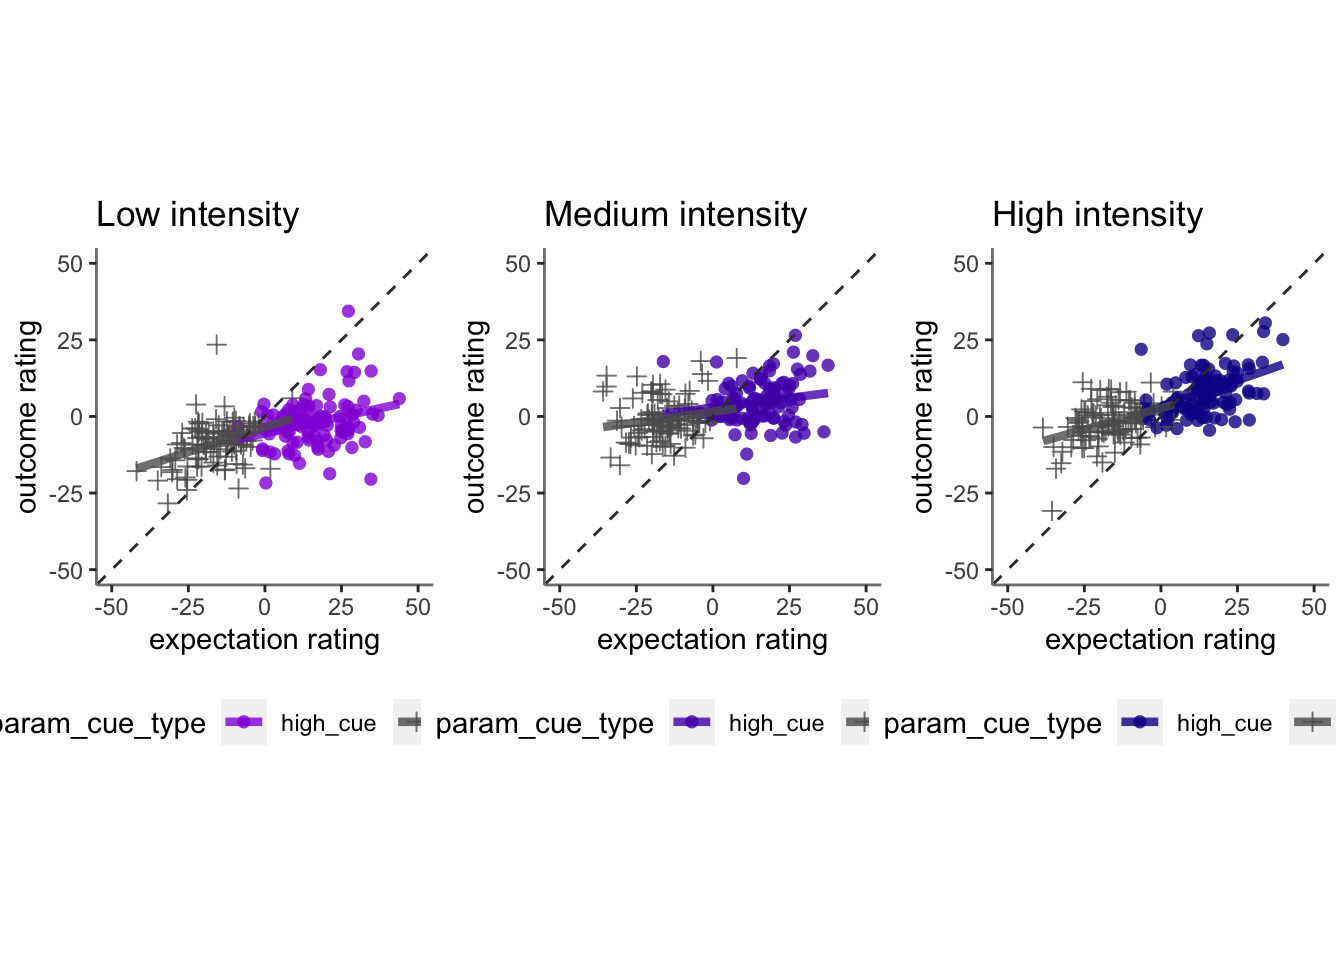 Low intensity
Medium intensity
High intensity
50
25
0
-25
-50
outcome rating
-50 -25 0 25 50
expectation rating
50
25
0
-25
-50
outcome rating
-50 -25 0 25 50
expectation rating
50
25
0
-25
-50
outcome rating
-50 -25 0 25 50
expectation rating
param_cue_type high_cue
param_cue_type high_cue
param_cue_type high_cue